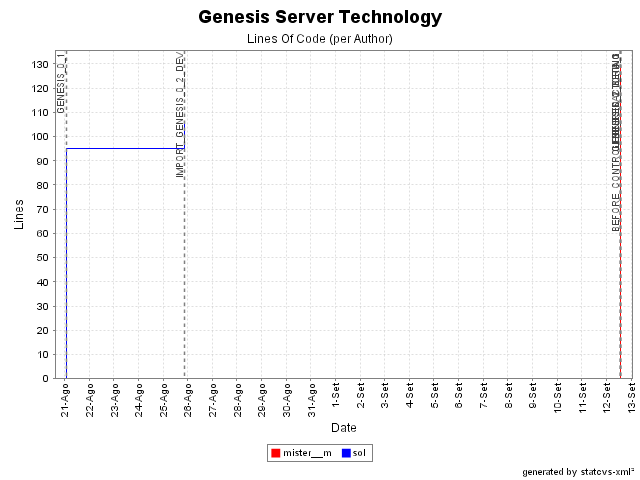 Genesis Server Technology
Lines Of Code (per Author)
GENESIS_0_1
IMPORT_GENESIS_0_2_DEV
BEFORE_CONTRO
Lines
130
120
110
100
90
80
70
60
50
40
30
20
10
0
21-Ago
22-Ago
23-Ago
24-Ago
25-Ago
26-Ago
27-Ago
28-Ago
29-Ago
30-Ago
31-Ago
1-Set
2-Set
3-Set
4-Set
5-Set
6-Set
7-Set
8-Set
9-Set
10-Set
11-Set
12-Set
13-Set
Date
mister__m
sol
generated by statcvs-xml²